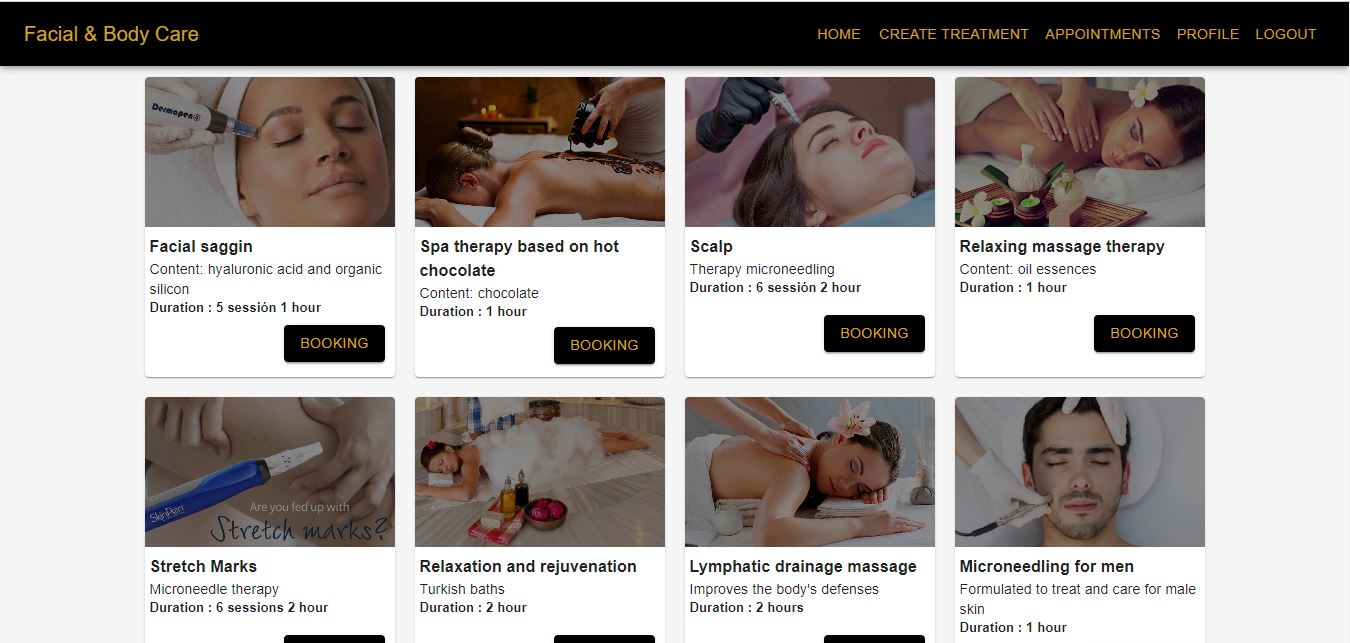 Facial & Body Care
HOME CREATE TREATMENT APPOINTMENTS PROFILE LOGOUT
Dermapen4
Facial saggin
Content: hyaluronic acid and organic
silicon
Duration : 5 sessión 1 hour
BOOKING
Spa therapy based on hot
chocolate
Content: chocolate
Duration : 1 hour
BOOKING
Scalp
Therapy microneedling
Duration : 6 sessión 2 hour
BOOKING
Relaxing massage therapy
Content: oil essences
Duration : 1 hour
BOOKING
SkinPen
Are you fed up with
Stretch marks?
Stretch Marks
Microneedle therapy
Duration : 6 sessions 2 hour
Relaxation and rejuvenation
Turkish baths
Duration : 2 hour
Lymphatic drainage massage
Improves the body's defenses
Duration : 2 hours
Microneedling for men
Formulated to treat and care for male
skin
Duration : 1 hour